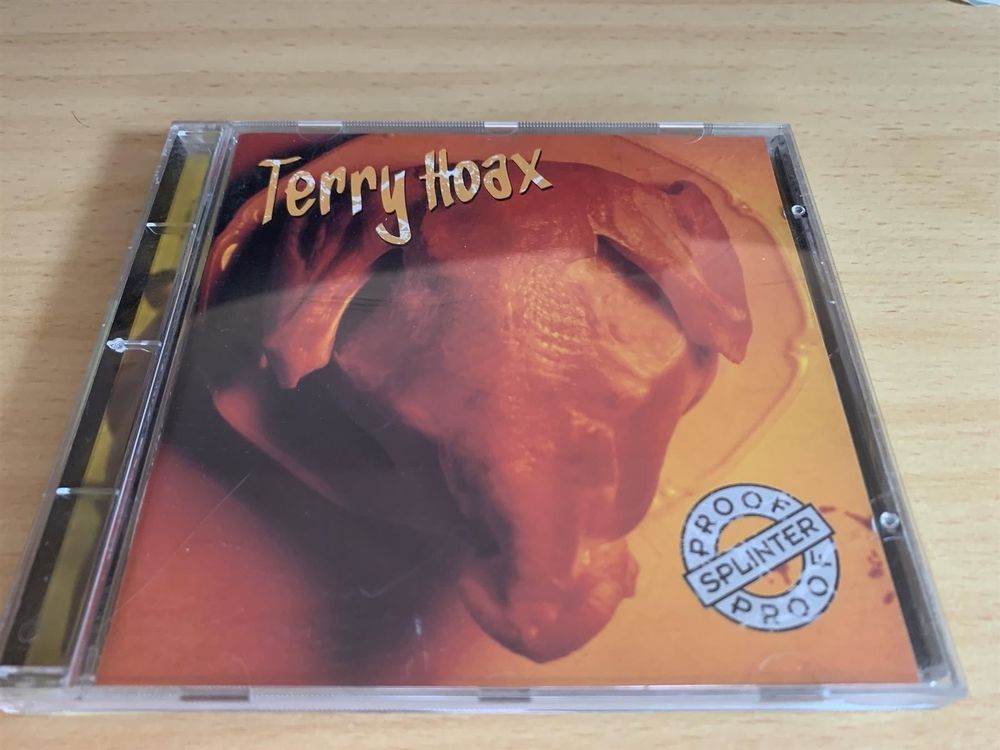 Terry Hoax
PROOF
SPLINTER
PROOF